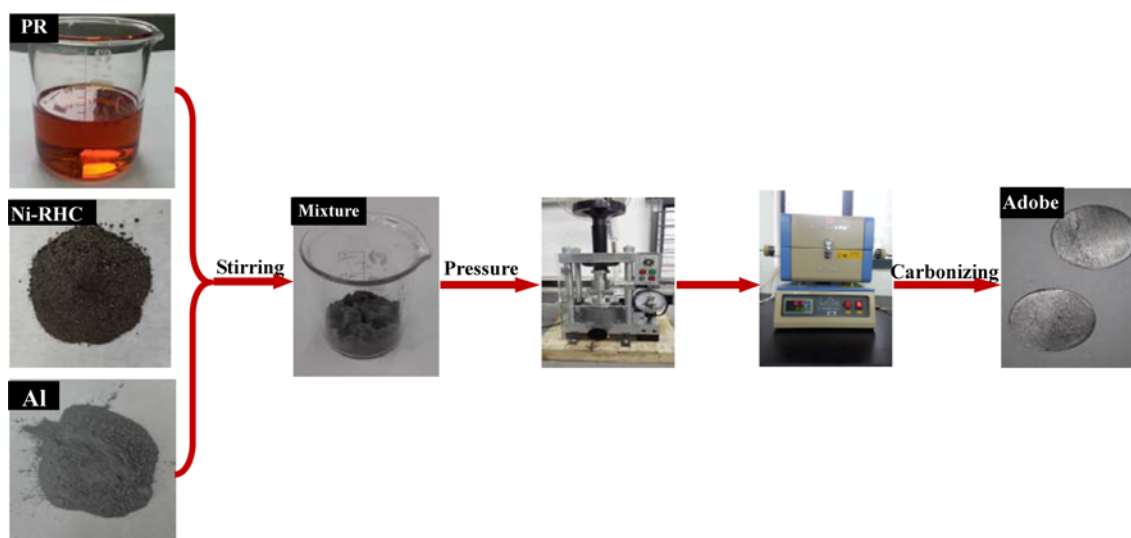 PR
Ni-RHC
Al
Stirring
Mixture
Pressure
Carbonizing
Adobe